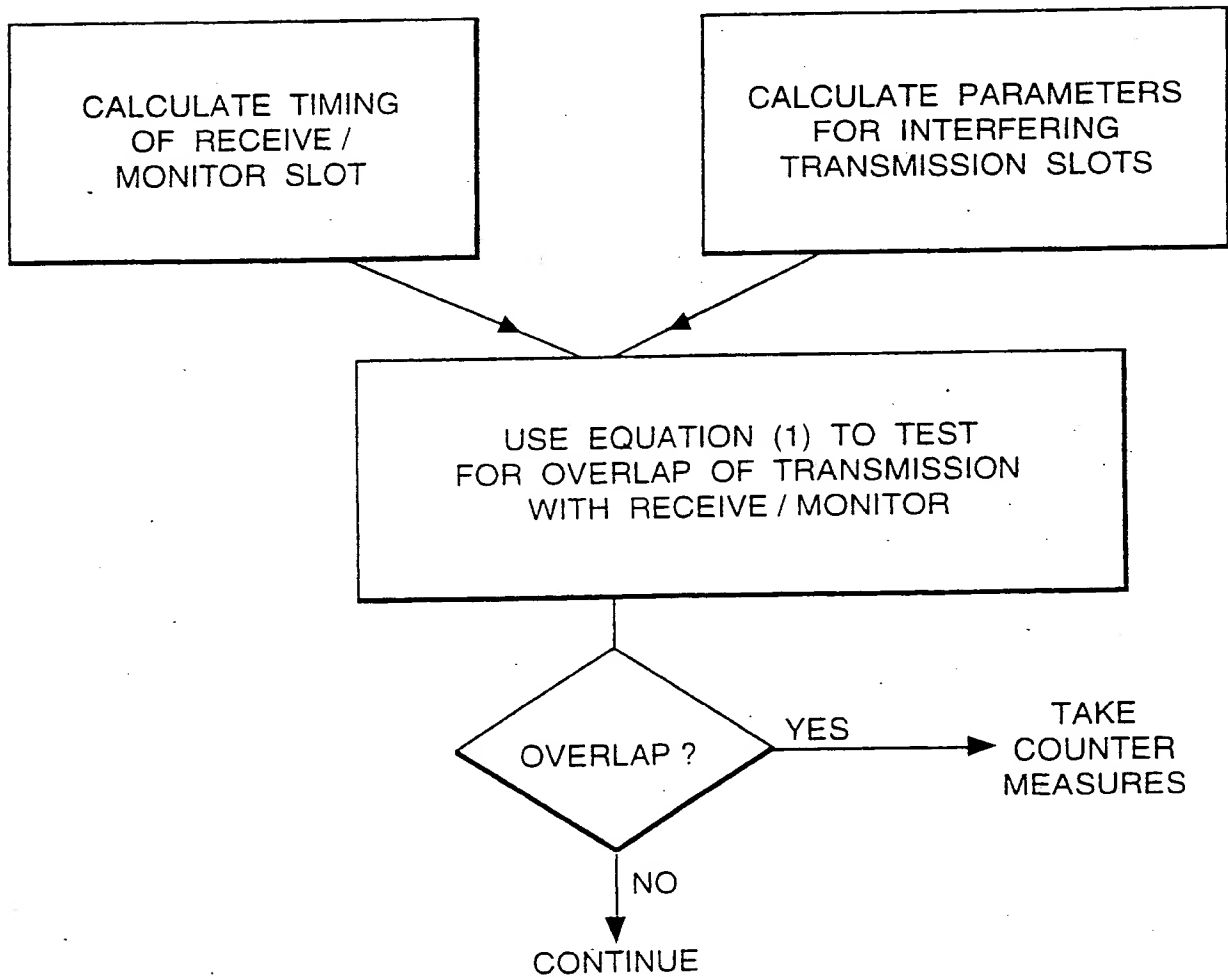 CALCULATE TIMING
OF RECEIVE /
MONITOR SLOT
CALCULATE PARAMETERS
FOR INTERFERING
TRANSMISSION SLOTS
USE EQUATION (1) TO TEST
FOR OVERLAP OF TRANSMISSION
WITH RECEIVE / MONITOR
OVERLAP ?
YES
TAKE
COUNTER
MEASURES
NO
CONTINUE